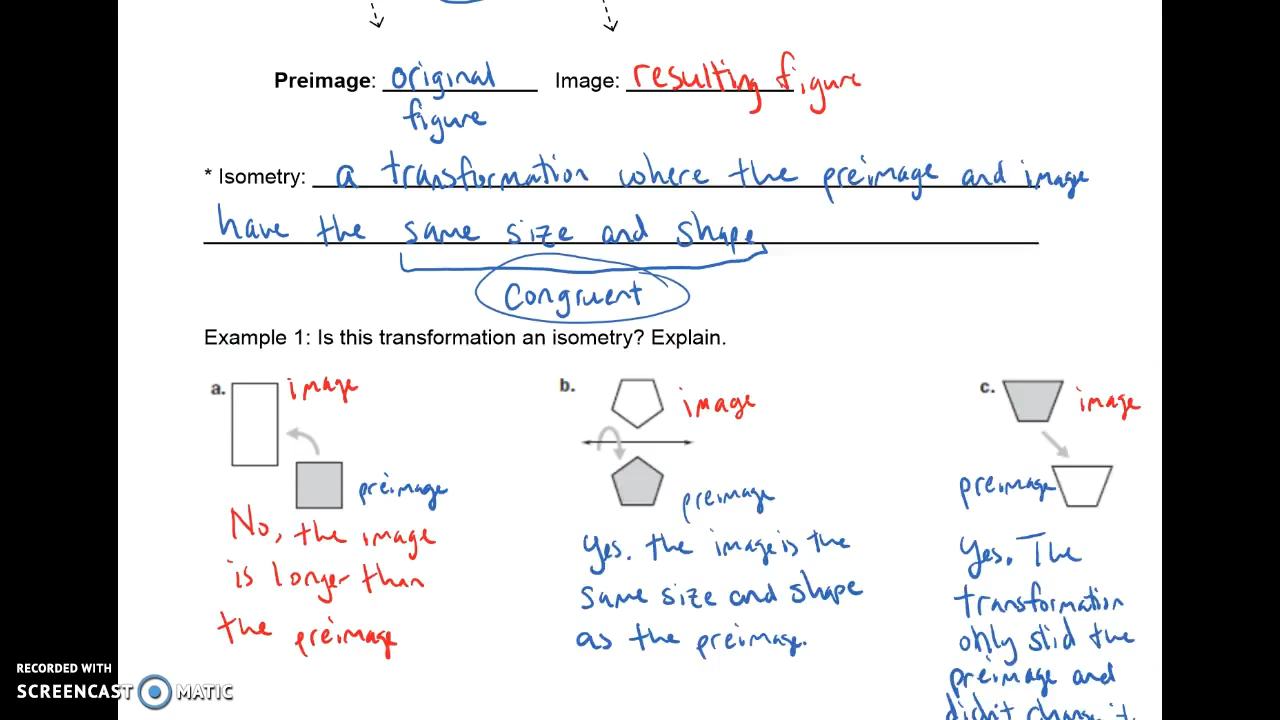 Preimage: original figure Image: resulting figure
* Isometry: a transformation where the preimage and image
have the same size and shape
Congruent
Example 1: Is this transformation an isometry? Explain.
a. image
preimage
No, the image
is longer than
the preimage
b. image
preimage
Yes. the image is the
same size and shape
as the preimage.
c. image
preimage
Yes. The
transformation
only slid the
preimage and
didn't change it
RECORDED WITH
SCREENCAST MATIC